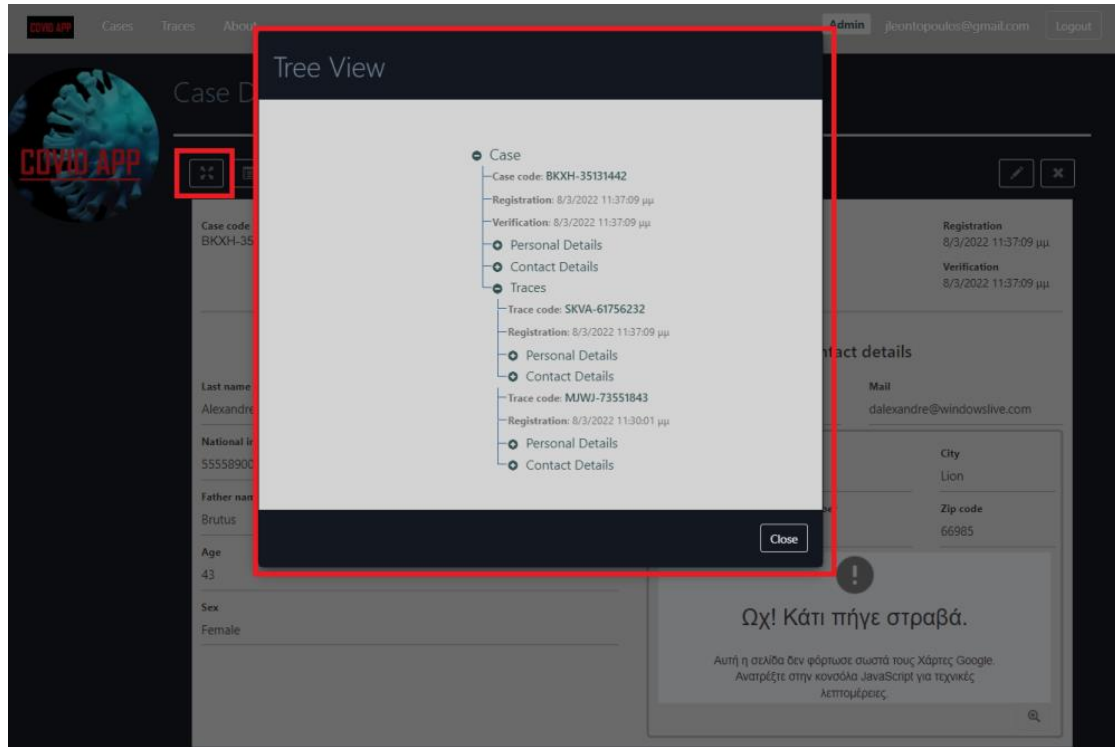 COVID APP Cases Traces About Admin jleontopoulos@gmail.com Logout
COVID APP
Case D
Tree View
Case
Case code: BKXH-35131442
Registration: 8/3/2022 11:37:09 μμ
Verification: 8/3/2022 11:37:09 μμ
Personal Details
Contact Details
Traces
Trace code: SKVA-61756232
Registration: 8/3/2022 11:37:09 μμ
Personal Details
Contact Details
Trace code: MJWJ-73551843
Registration: 8/3/2022 11:30:01 μμ
Personal Details
Contact Details
Close
Case code
BKXH-35
Registration
8/3/2022 11:37:09 μμ
Verification
8/3/2022 11:37:09 μμ
Last name
Alexandre
National in
55558900
Father nam
Brutus
Age
43
Sex
Female
ntact details
Mail
dalexandre@windowslive.com
City
Lion
Zip code
66985
Ωχ! Κάτι πήγε στραβά.
Αυτή η σελίδα δεν φόρτωσε σωστά τους Χάρτες Google.
Ανατρέξτε στην κονσόλα JavaScript για τεχνικές
λεπτομέρειες.